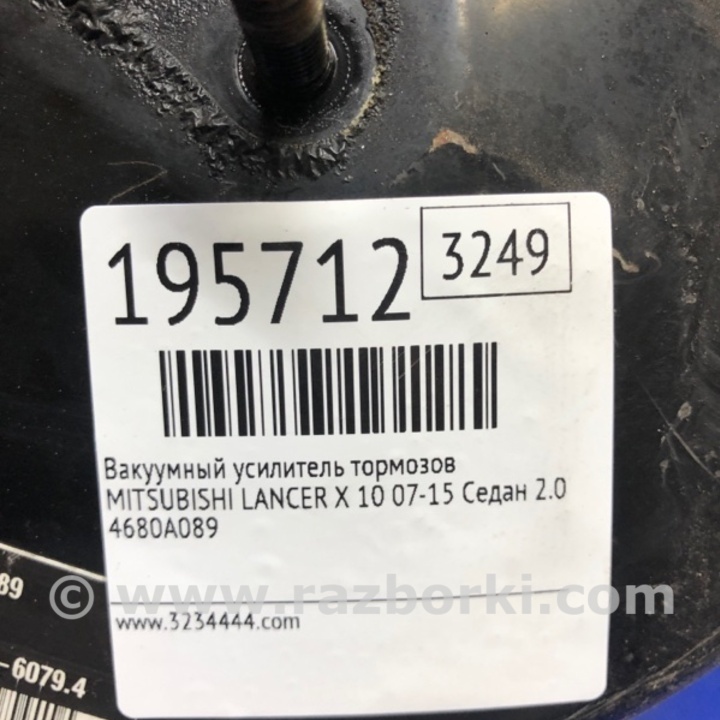 195712
3249
Вакуумный усилитель тормозов
MITSUBISHI LANCER X 10 07-15 Седан 2.0
4680A089
89
© www.razborki.com
www.3234444.com
-6079.4